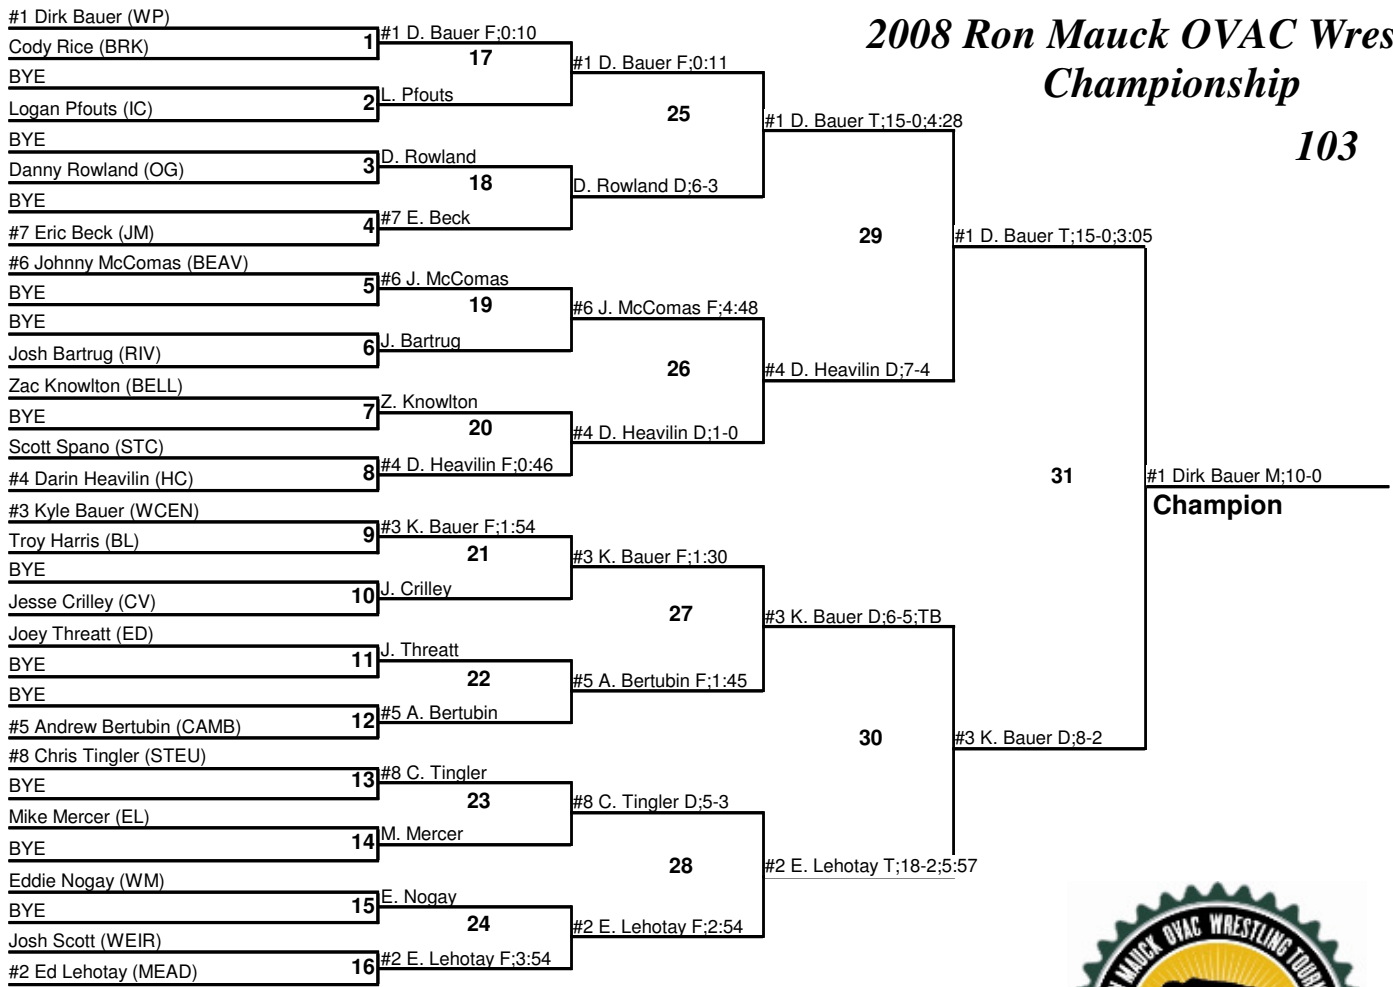 2008 Ron Mauck OVAC Wres
Championship
103
#1 Dirk Bauer (WP)
Cody Rice (BRK)
BYE
Logan Pfouts (IC)
BYE
Danny Rowland (OG)
BYE
#7 Eric Beck (JM)
#6 Johnny McComas (BEAV)
BYE
BYE
Josh Bartrug (RIV)
Zac Knowlton (BELL)
BYE
Scott Spano (STC)
#4 Darin Heavilin (HC)
#3 Kyle Bauer (WCEN)
Troy Harris (BL)
BYE
Jesse Crilley (CV)
Joey Threatt (ED)
BYE
BYE
#5 Andrew Bertubin (CAMB)
#8 Chris Tingler (STEU)
BYE
Mike Mercer (EL)
BYE
Eddie Nogay (WM)
BYE
Josh Scott (WEIR)
#2 Ed Lehotay (MEAD)
1
2
3
4
5
6
7
8
9
10
11
12
13
14
15
16
#1 D. Bauer F;0:10
17
L. Pfouts
D. Rowland
18
#7 E. Beck
#6 J. McComas
19
J. Bartrug
Z. Knowlton
20
#4 D. Heavilin F;0:46
#3 K. Bauer F;1:54
21
J. Crilley
J. Threatt
22
#5 A. Bertubin
#8 C. Tingler
23
M. Mercer
E. Nogay
24
#2 E. Lehotay F;3:54
#1 D. Bauer F;0:11
25
D. Rowland D;6-3
#6 J. McComas F;4:48
26
#4 D. Heavilin D;1-0
#3 K. Bauer F;1:30
27
#5 A. Bertubin F;1:45
#8 C. Tingler D;5-3
28
#2 E. Lehotay F;2:54
#1 D. Bauer T;15-0;4:28
29
#4 D. Heavilin D;7-4
#3 K. Bauer D;6-5;TB
30
#2 E. Lehotay T;18-2;5:57
#1 D. Bauer T;15-0;3:05
31
#3 K. Bauer D;8-2
#1 Dirk Bauer M;10-0
Champion
MAUCK OVAC WRESTLING TOUR